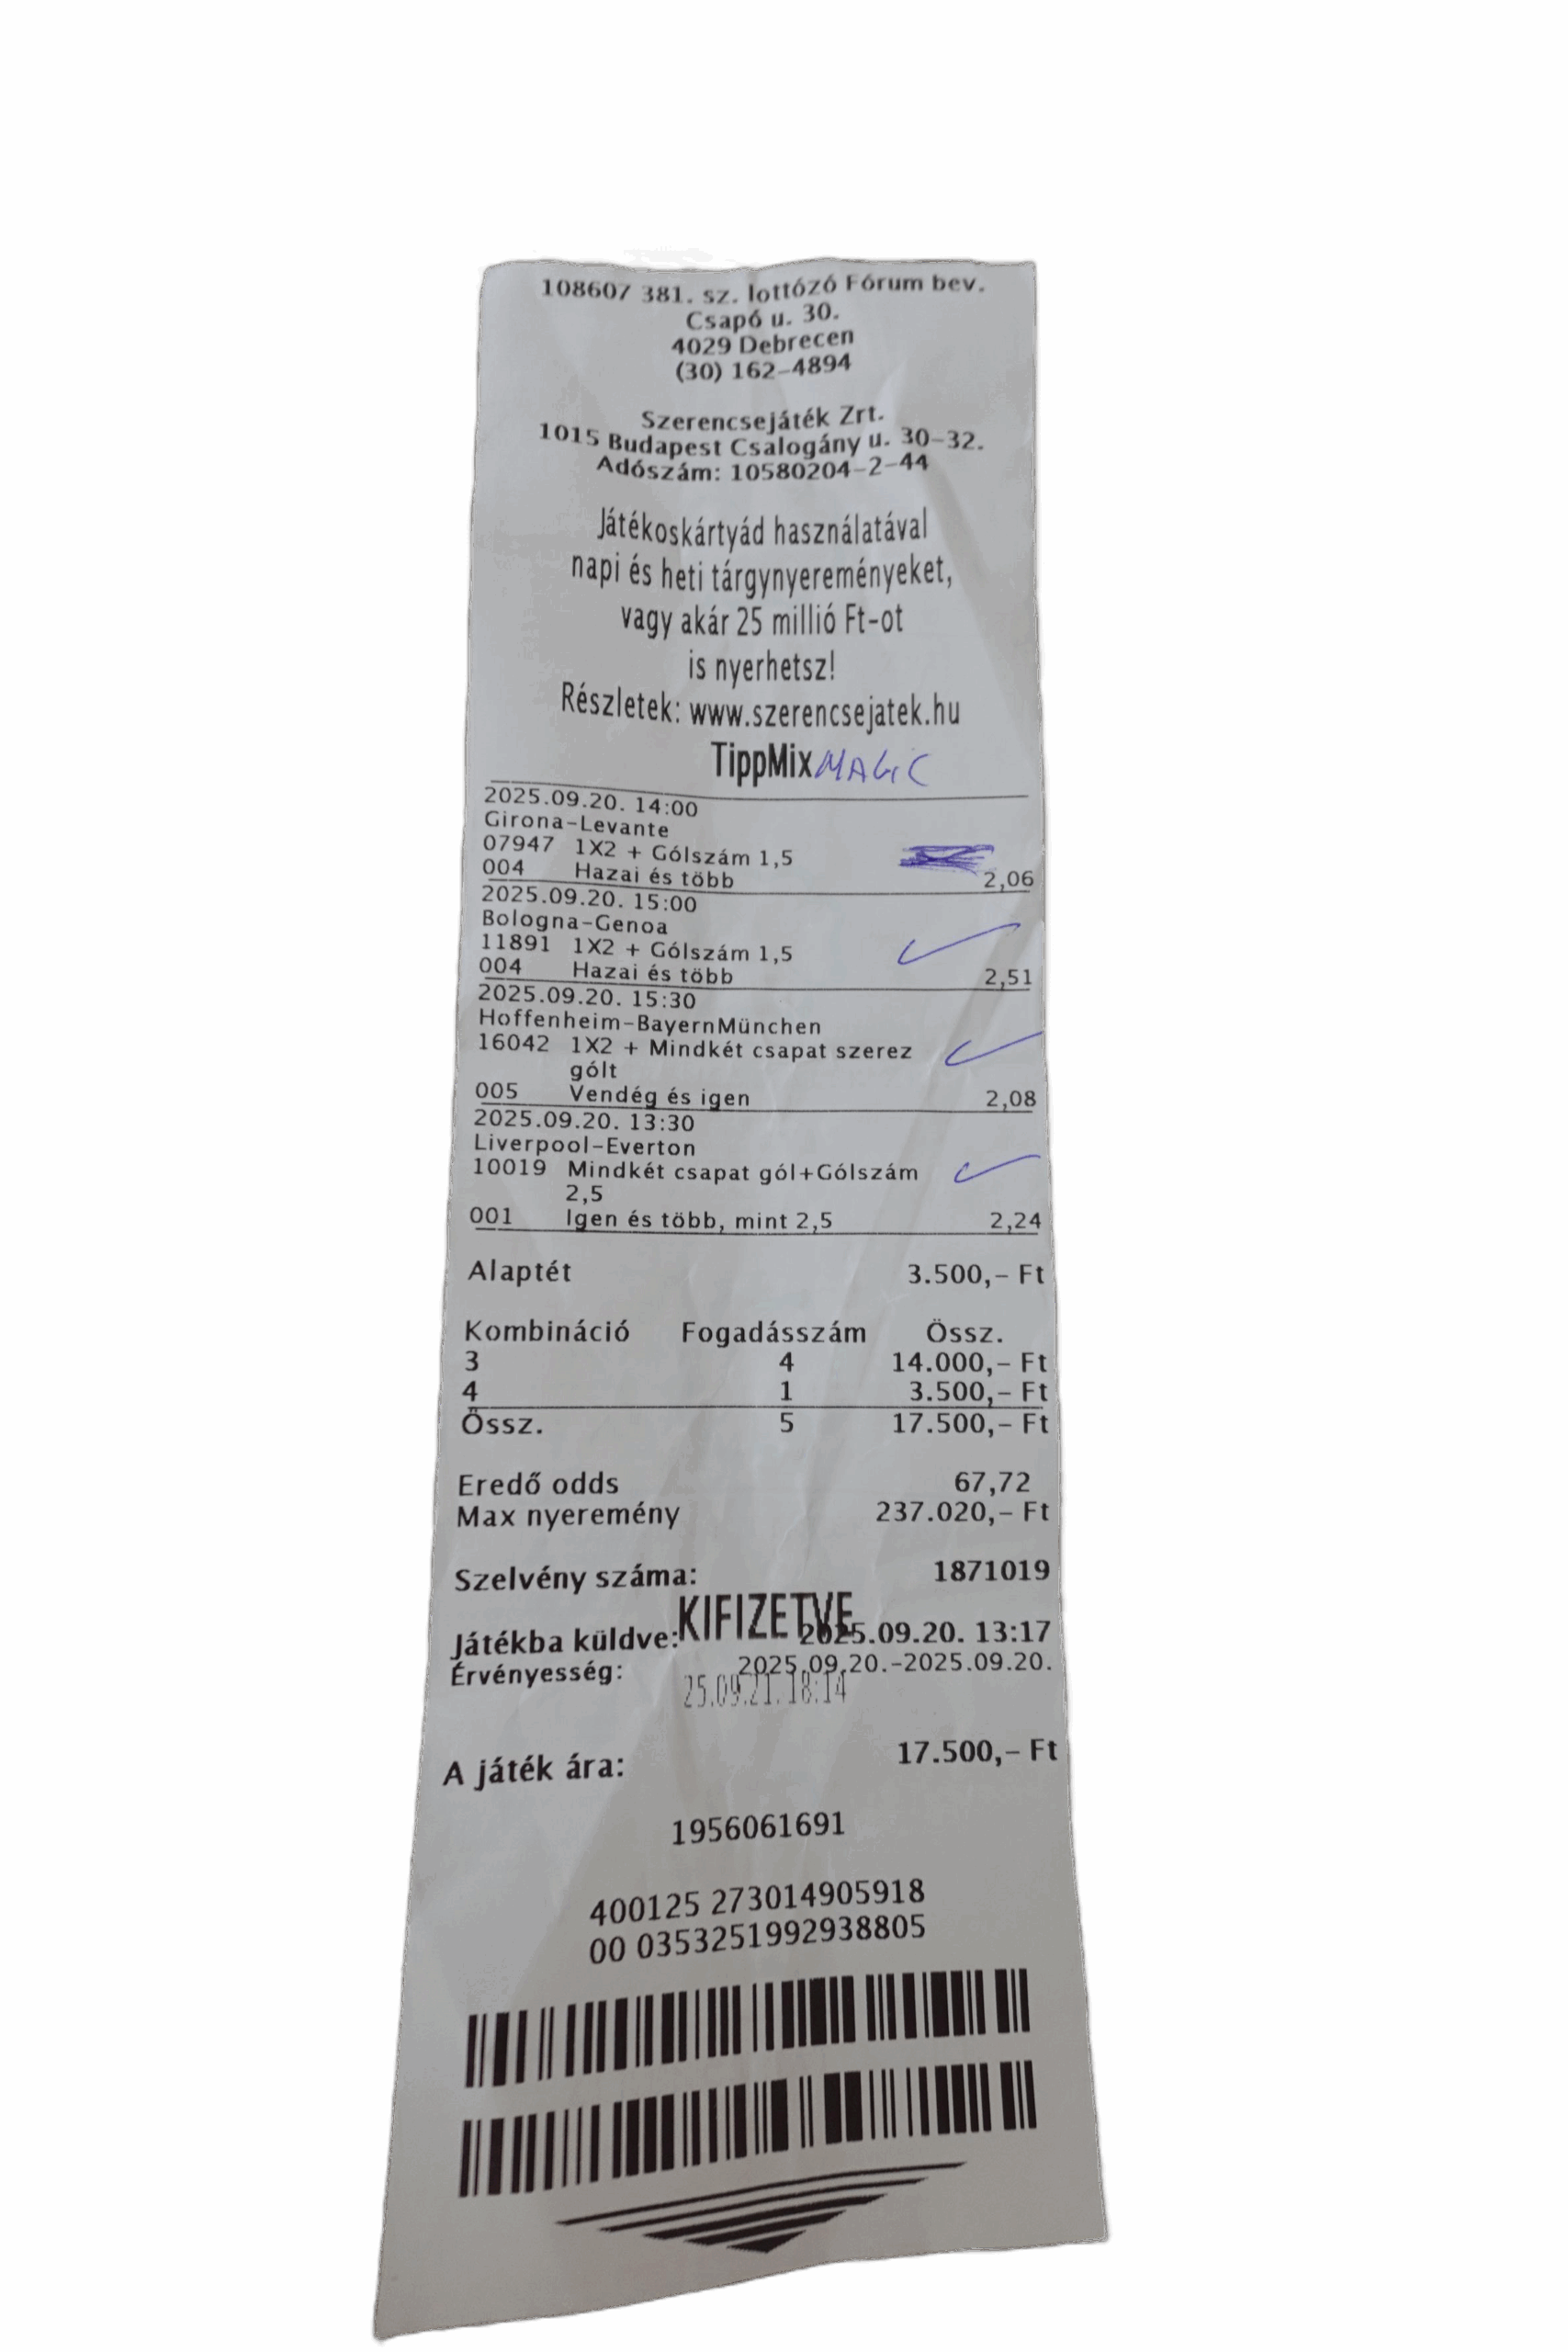 108607 381. sz. lottózó Fórum bev.
Csapó u. 30.
4029 Debrecen
(30) 162-4894
Szerencsejáték Zrt.
1015 Budapest Csalogány u. 30-32.
Adószám: 10580204-2-44
Játékoskártyád használatával
napi és heti tárgynyereményeket,
vagy akár 25 millió Ft-ot
is nyerhetsz!
Részletek: www.szerencsejatek.hu
TippMix MAGIC
2025.09.20. 14:00
Girona-Levante
07947 1X2 + Gólszám 1,5
004 Hazai és több 2,06
2025.09.20. 15:00
Bologna-Genoa
11891 1X2 + Gólszám 1,5
004 Hazai és több 2,51
2025.09.20. 15:30
Hoffenheim-BayernMünchen
16042 1X2 + Mindkét csapat szerez
gólt
005 Vendég és igen 2,08
2025.09.20. 13:30
Liverpool-Everton
10019 Mindkét csapat gól+Gólszám
2,5
001 Igen és több, mint 2,5 2,24
Alaptét 3.500,- Ft
Kombináció Fogadásszám Össz.
3 4 14.000,- Ft
4 1 3.500,- Ft
Össz. 5 17.500,- Ft
Eredő odds 67,72
Max nyeremény 237.020,- Ft
Szelvény száma: 1871019
KIFIZETVE
Játékba küldve: 2025.09.20. 13:17
Érvényesség: 2025.09.20.-2025.09.20.
25.09.21. 18:14
A játék ára: 17.500,- Ft
1956061691
400125 273014905918
00 0353251992938805